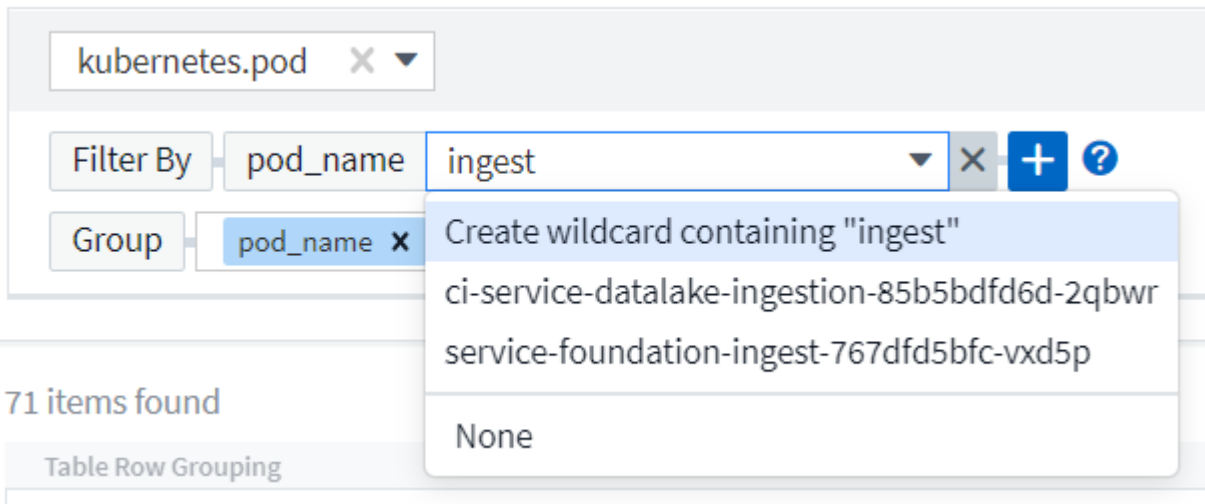 kubernetes.pod
Filter By pod_name ingest
Group pod_name
Create wildcard containing "ingest"
ci-service-datalake-ingestion-85b5bdfd6d-2qbwr
service-foundation-ingest-767dfd5bfc-vxd5p
None
71 items found
Table Row Grouping